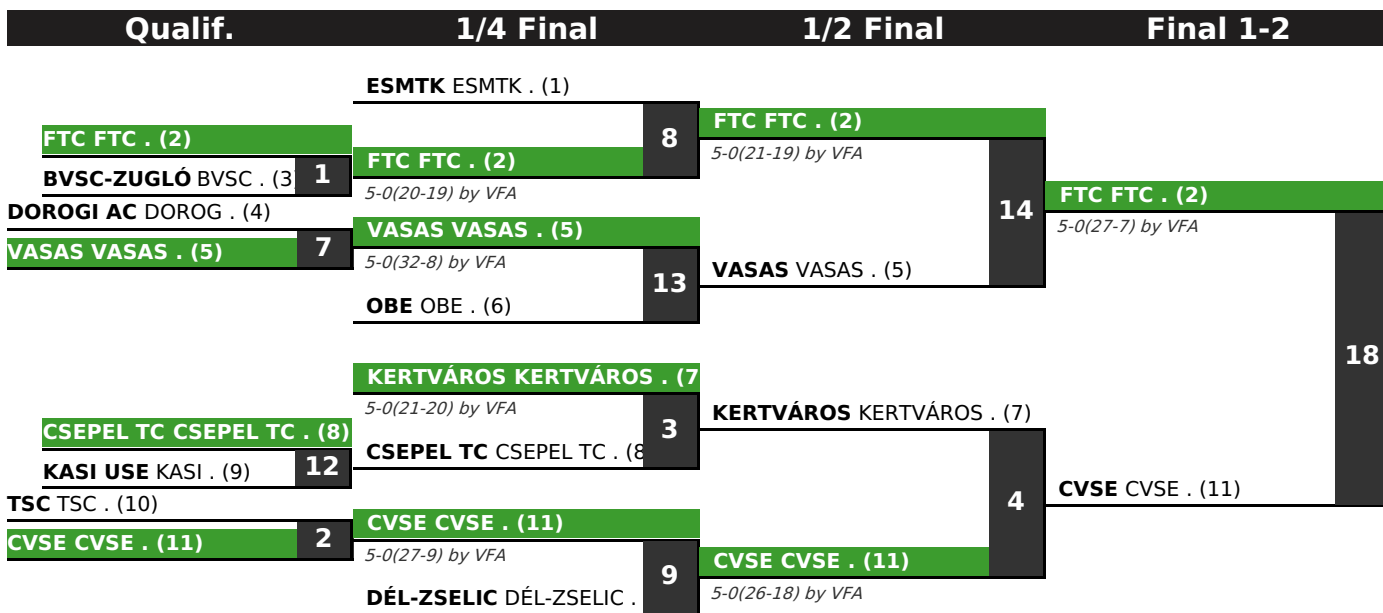 Qualif. 1/4 Final 1/2 Final Final 1-2
ESMTK ESMTK . (1)
FTC FTC . (2)
8
FTC FTC . (2)
BVSC-ZUGLÓ BVSC . (3)
1
FTC FTC . (2)
5-0(20-19) by VFA
5-0(21-19) by VFA
14
DOROGI AC DOROG . (4)
VASAS VASAS . (5)
7
VASAS VASAS . (5)
5-0(32-8) by VFA
13
OBE OBE . (6)
VASAS VASAS . (5)
FTC FTC . (2)
5-0(27-7) by VFA
18
KERTVÁROS KERTVÁROS . (7
5-0(21-20) by VFA
3
CSEPEL TC CSEPEL TC . (8
KERTVÁROS KERTVÁROS . (7)
CSEPEL TC CSEPEL TC . (8)
KASI USE KASI . (9)
12
4
CVSE CVSE . (11)
TSC TSC . (10)
CVSE CVSE . (11)
2
CVSE CVSE . (11)
5-0(27-9) by VFA
9
DÉL-ZSELIC DÉL-ZSELIC .
CVSE CVSE . (11)
5-0(26-18) by VFA